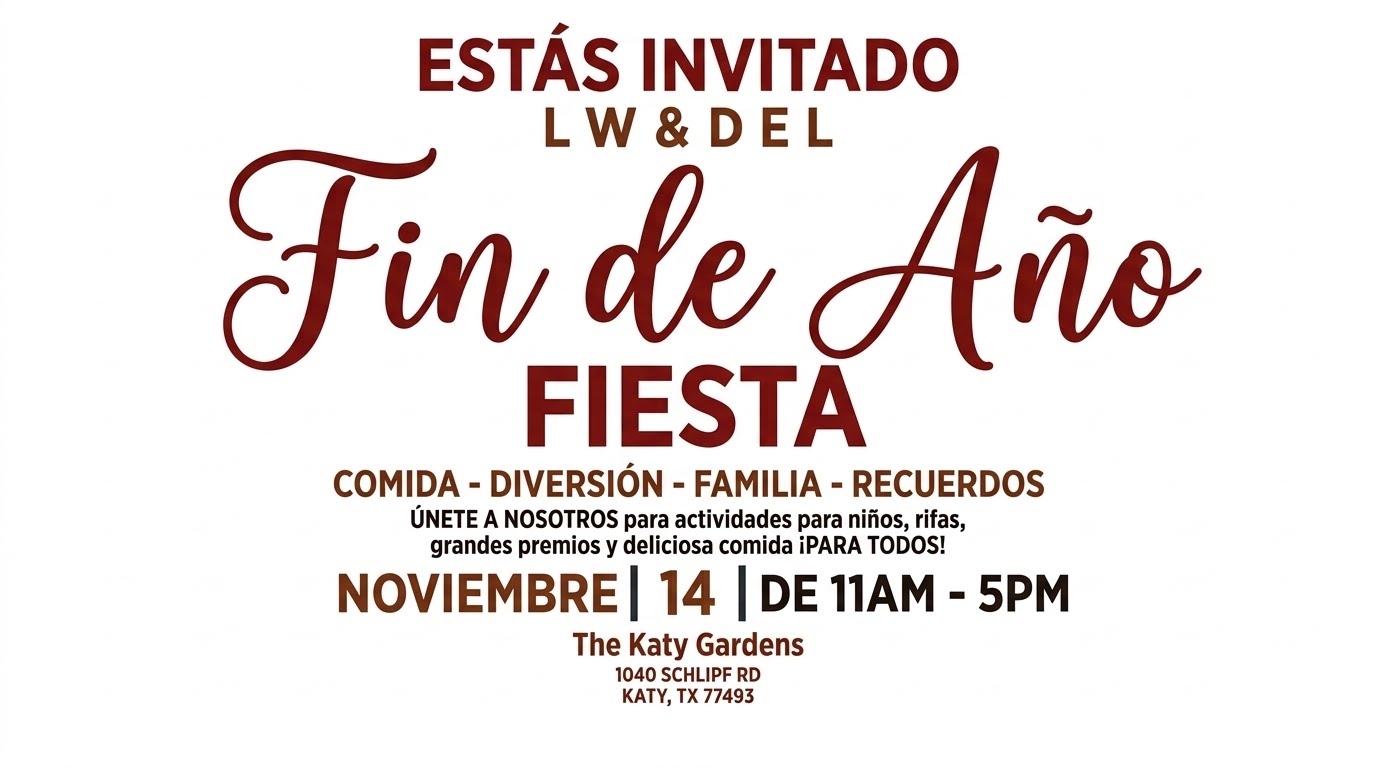 ESTÁS INVITADO
LW & DEL
Fin de Año
FIESTA
COMIDA - DIVERSIÓN - FAMILIA - RECUERDOS
ÚNETE A NOSOTROS para actividades para niños, rifas,
grandes premios y deliciosa comida ¡PARA TODOS!
NOVIEMBRE | 14 | DE 11AM - 5PM
The Katy Gardens
1040 SCHLIPF RD
KATY, TX 77493